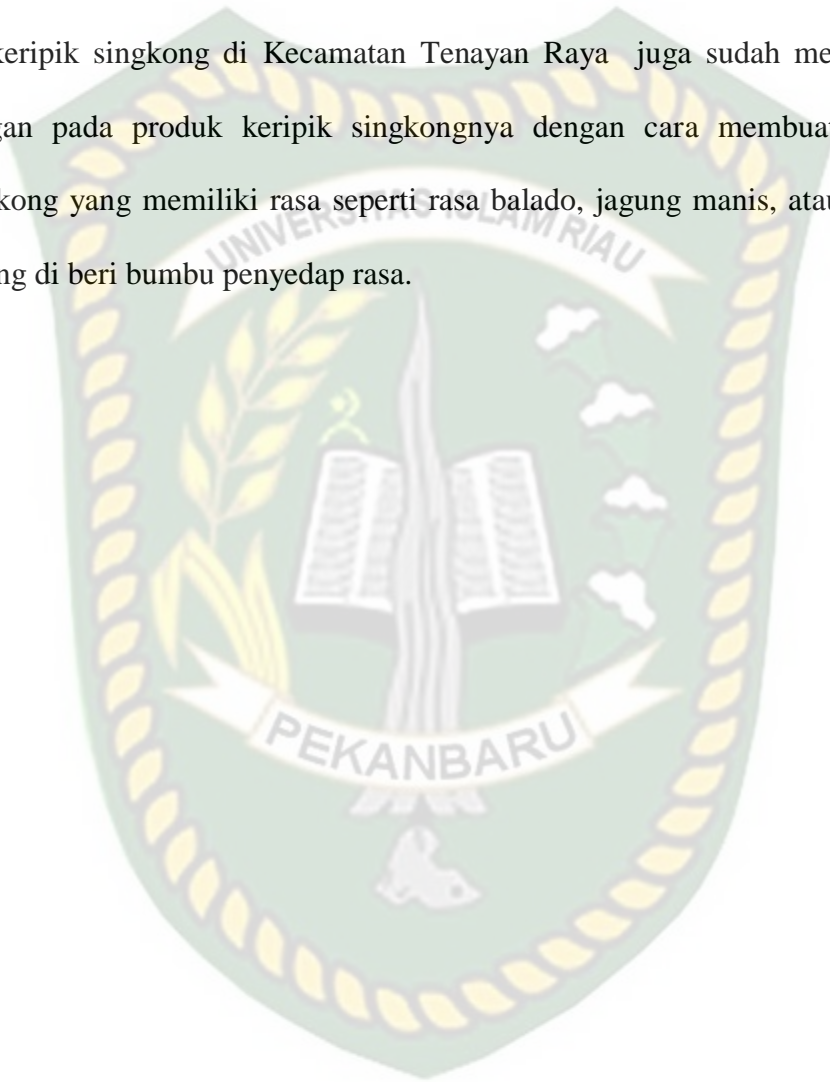 keripik singkong di Kecamatan Tenayan Raya juga sudah me
gan pada produk keripik singkongnya dengan cara membuat
kong yang memiliki rasa seperti rasa balado, jagung manis, atau
ng di beri bumbu penyedap rasa.
UNIVERSITAS ISLAM RIAU
PEKANBARU